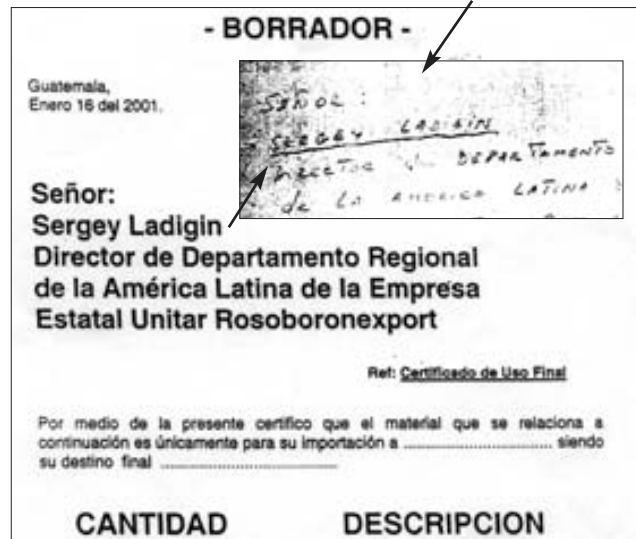 - BORRADOR -
Guatemala,
Enero 16 del 2001.
SEÑOR :
SERGEY LADIGIN
DIRECTOR DEPARTAMENTO
de LA AMERICA LATINA
Señor:
Sergey Ladigin
Director de Departamento Regional
de la América Latina de la Empresa
Estatal Unitar Rosoboronexport
Ref: Certificado de Uso Final
Por medio de la presente certifico que el material que se relaciona a
continuación es únicamente para su importación a .............................. siendo
su destino final ....................................
CANTIDAD DESCRIPCION